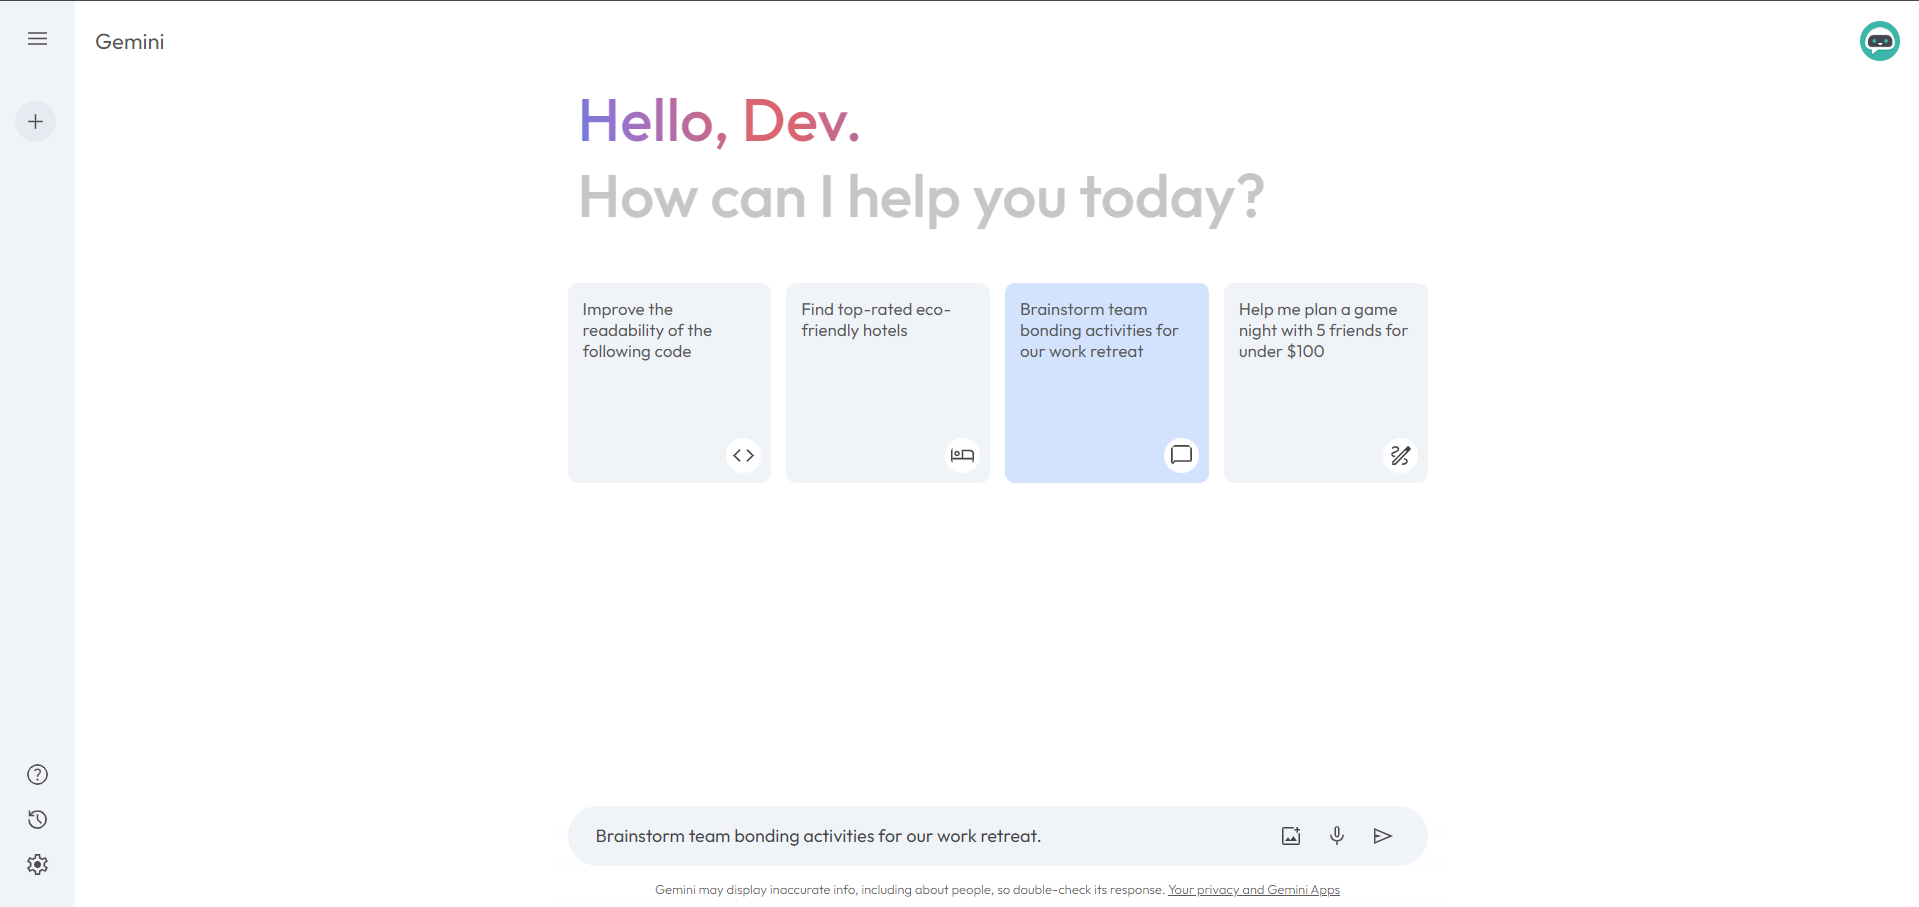 Gemini
Hello, Dev.
How can I help you today?
Improve the
readability of the
following code
Find top-rated eco-
friendly hotels
Brainstorm team
bonding activities for
our work retreat
Help me plan a game
night with 5 friends for
under $100
Brainstorm team bonding activities for our work retreat.
Gemini may display inaccurate info, including about people, so double-check its response. Your privacy and Gemini Apps